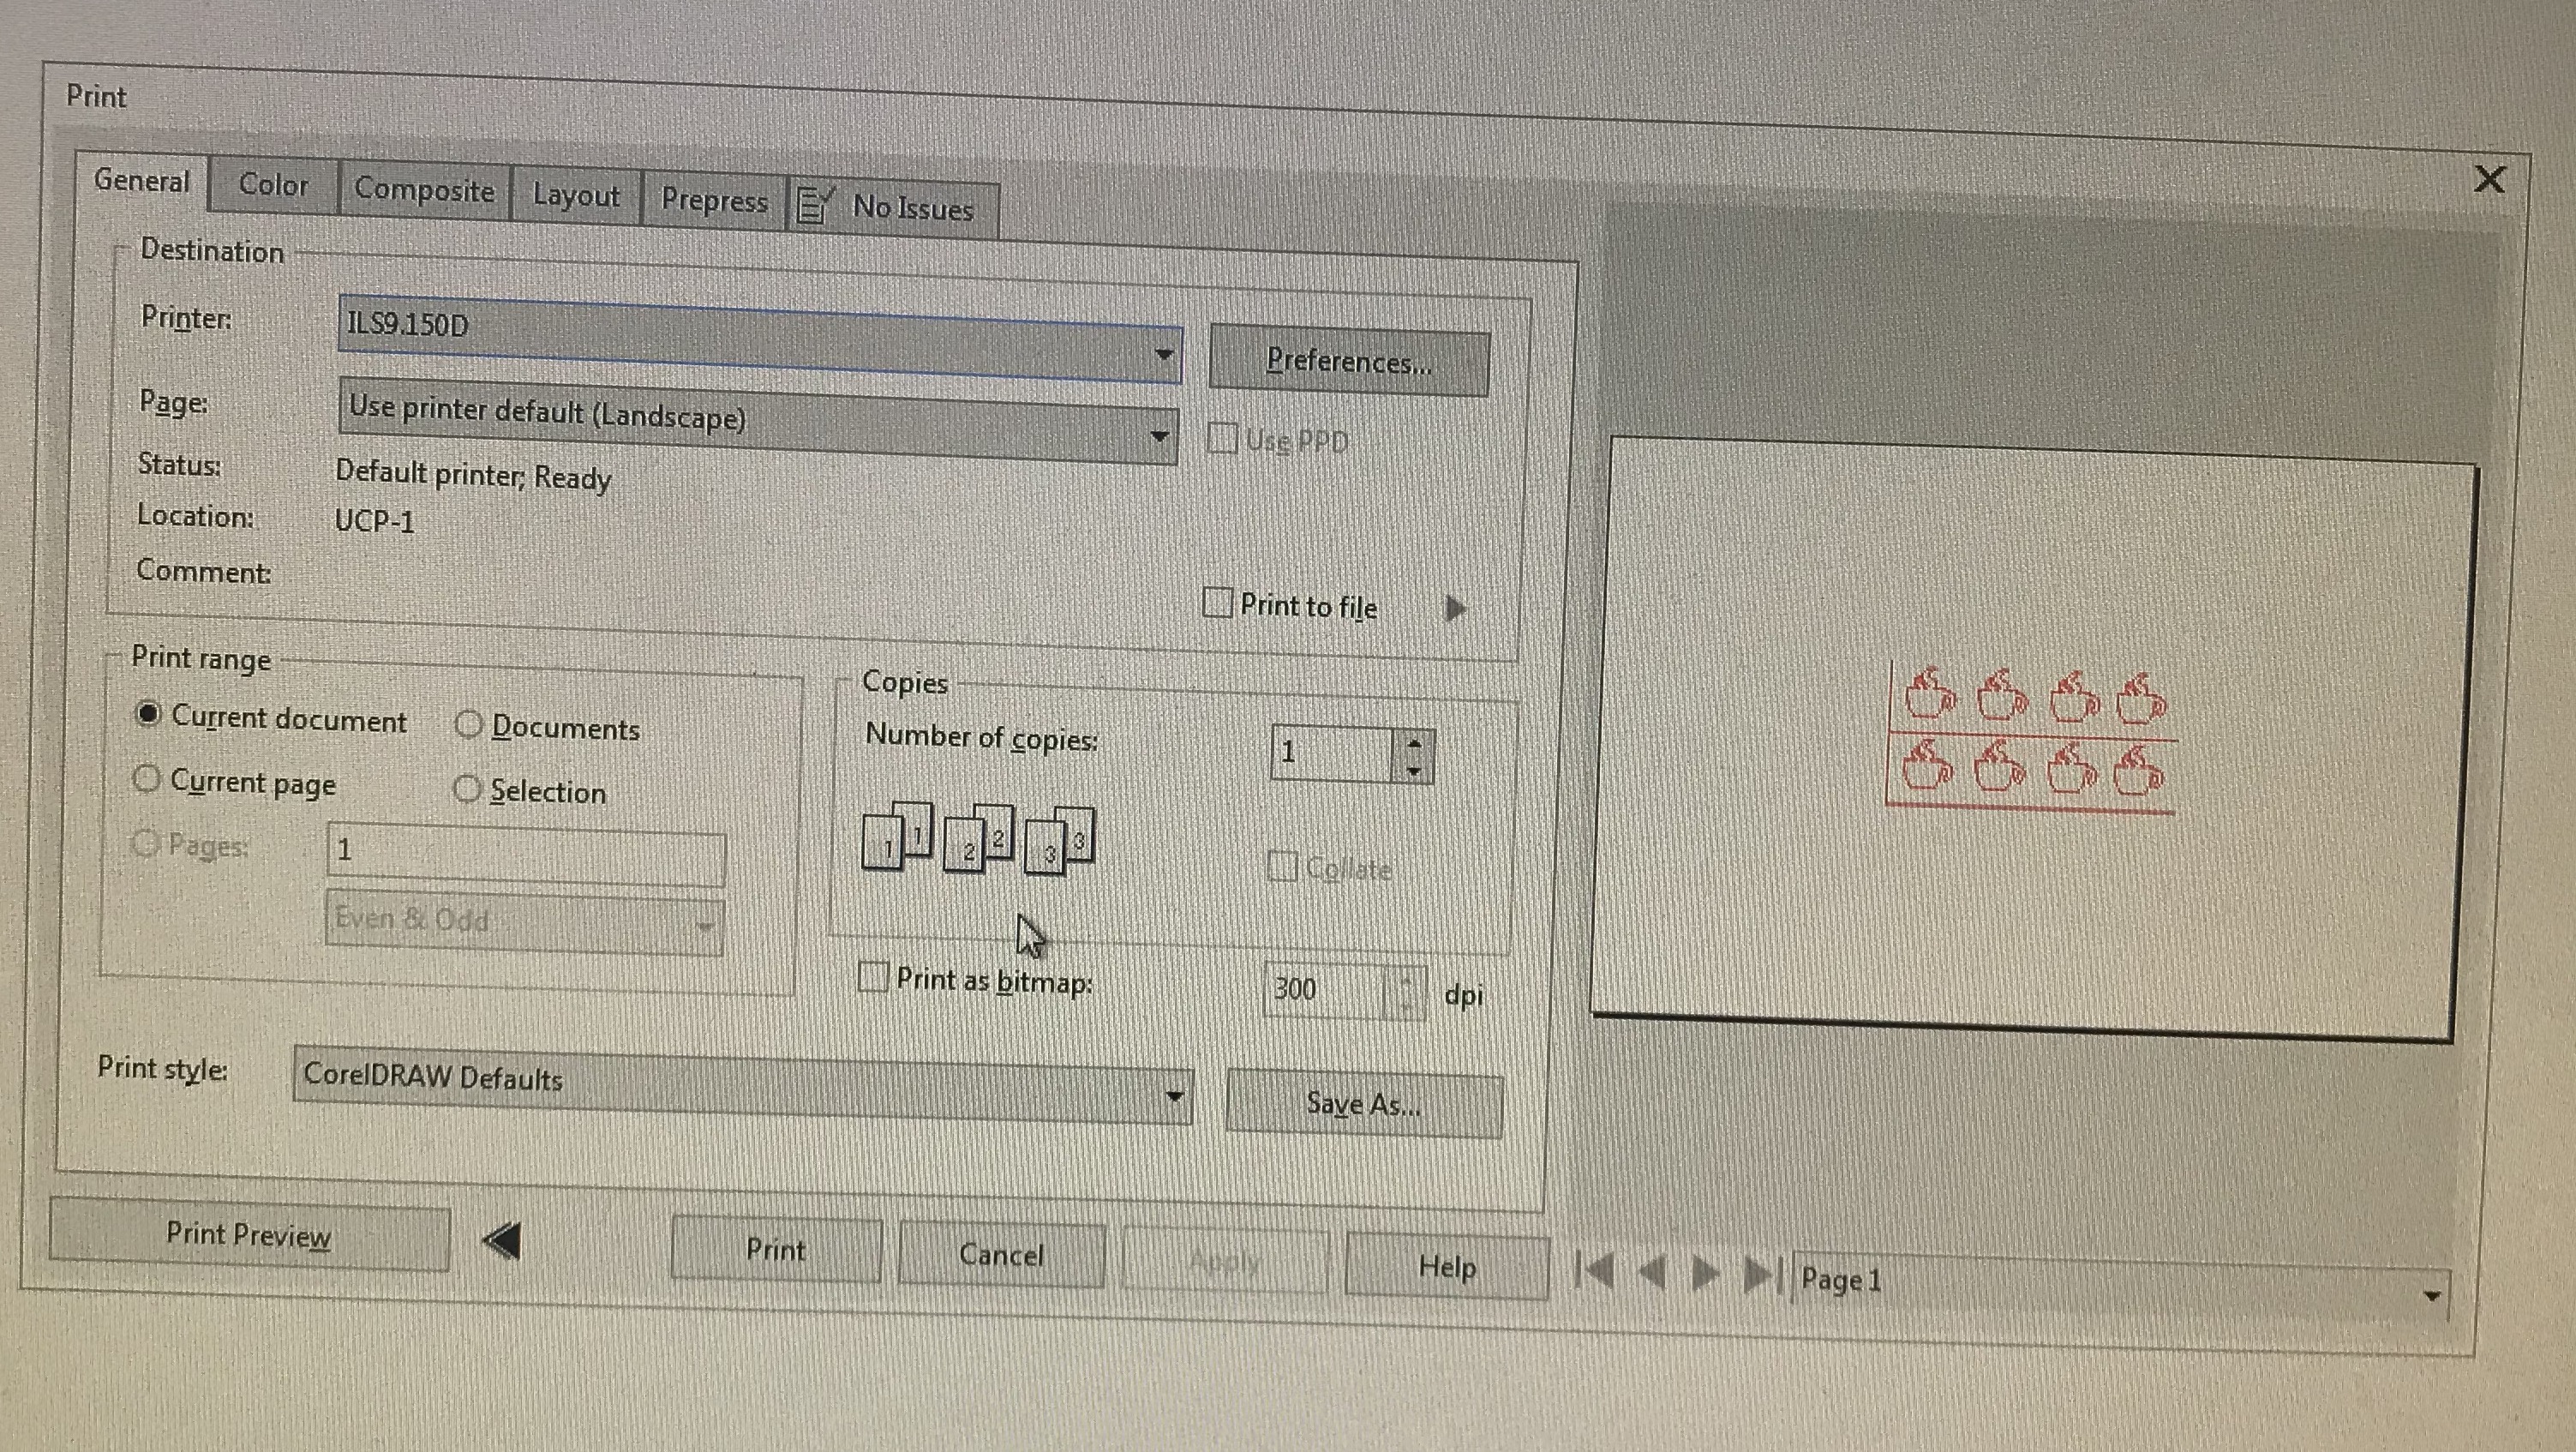 Print
General Color Composite Layout Prepress No Issues
Destination
Printer: ILS9.150D Preferences...
Page: Use printer default (Landscape) Use PPD
Status: Default printer; Ready
Location: UCP-1
Comment:
Print to file
Print range
Current document Documents
Current page Selection
Pages: 1
Even & Odd
Copies
Number of copies: 1
1 1 2 2 3 3
Collate
Print as bitmap: 300 dpi
Print style: CorelDRAW Defaults Save As...
Print Preview Print Cancel Apply Help Page 1